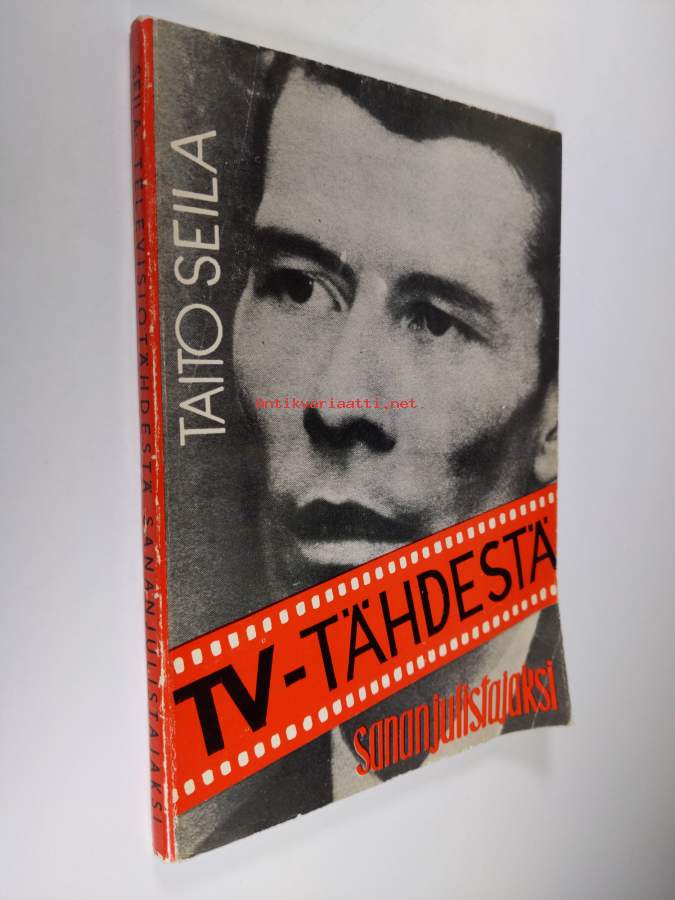 SEILA TELEVISIOTÄHDESTÄ SANANJULISTAJAKSI
TAITO SEILA
antikvariaatti.net
TV-TÄHDESTÄ
sananjulistajaksi